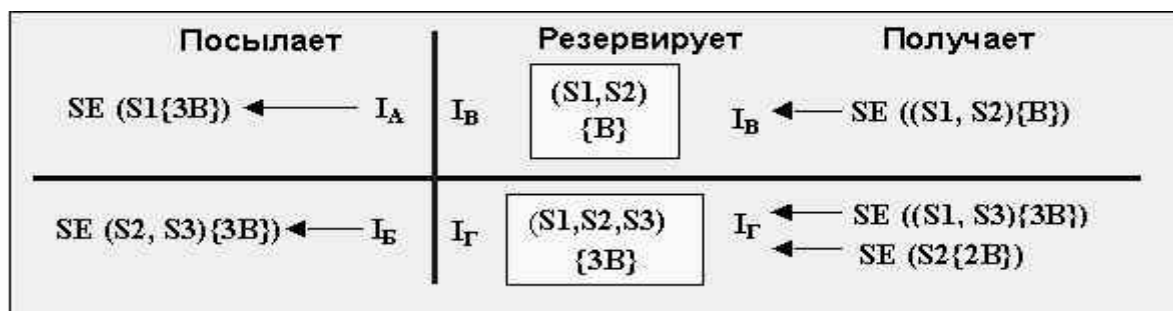 Посылает Резервирует Получает
SE (S1{3B}) I_A I_B (S1,S2) I_B SE ((S1, S2){B})
{B}
SE (S2, S3){3B}) I_Б I_Г (S1,S2,S3) I_Г SE ((S1, S3){3B})
{3B} SE (S2{2B})